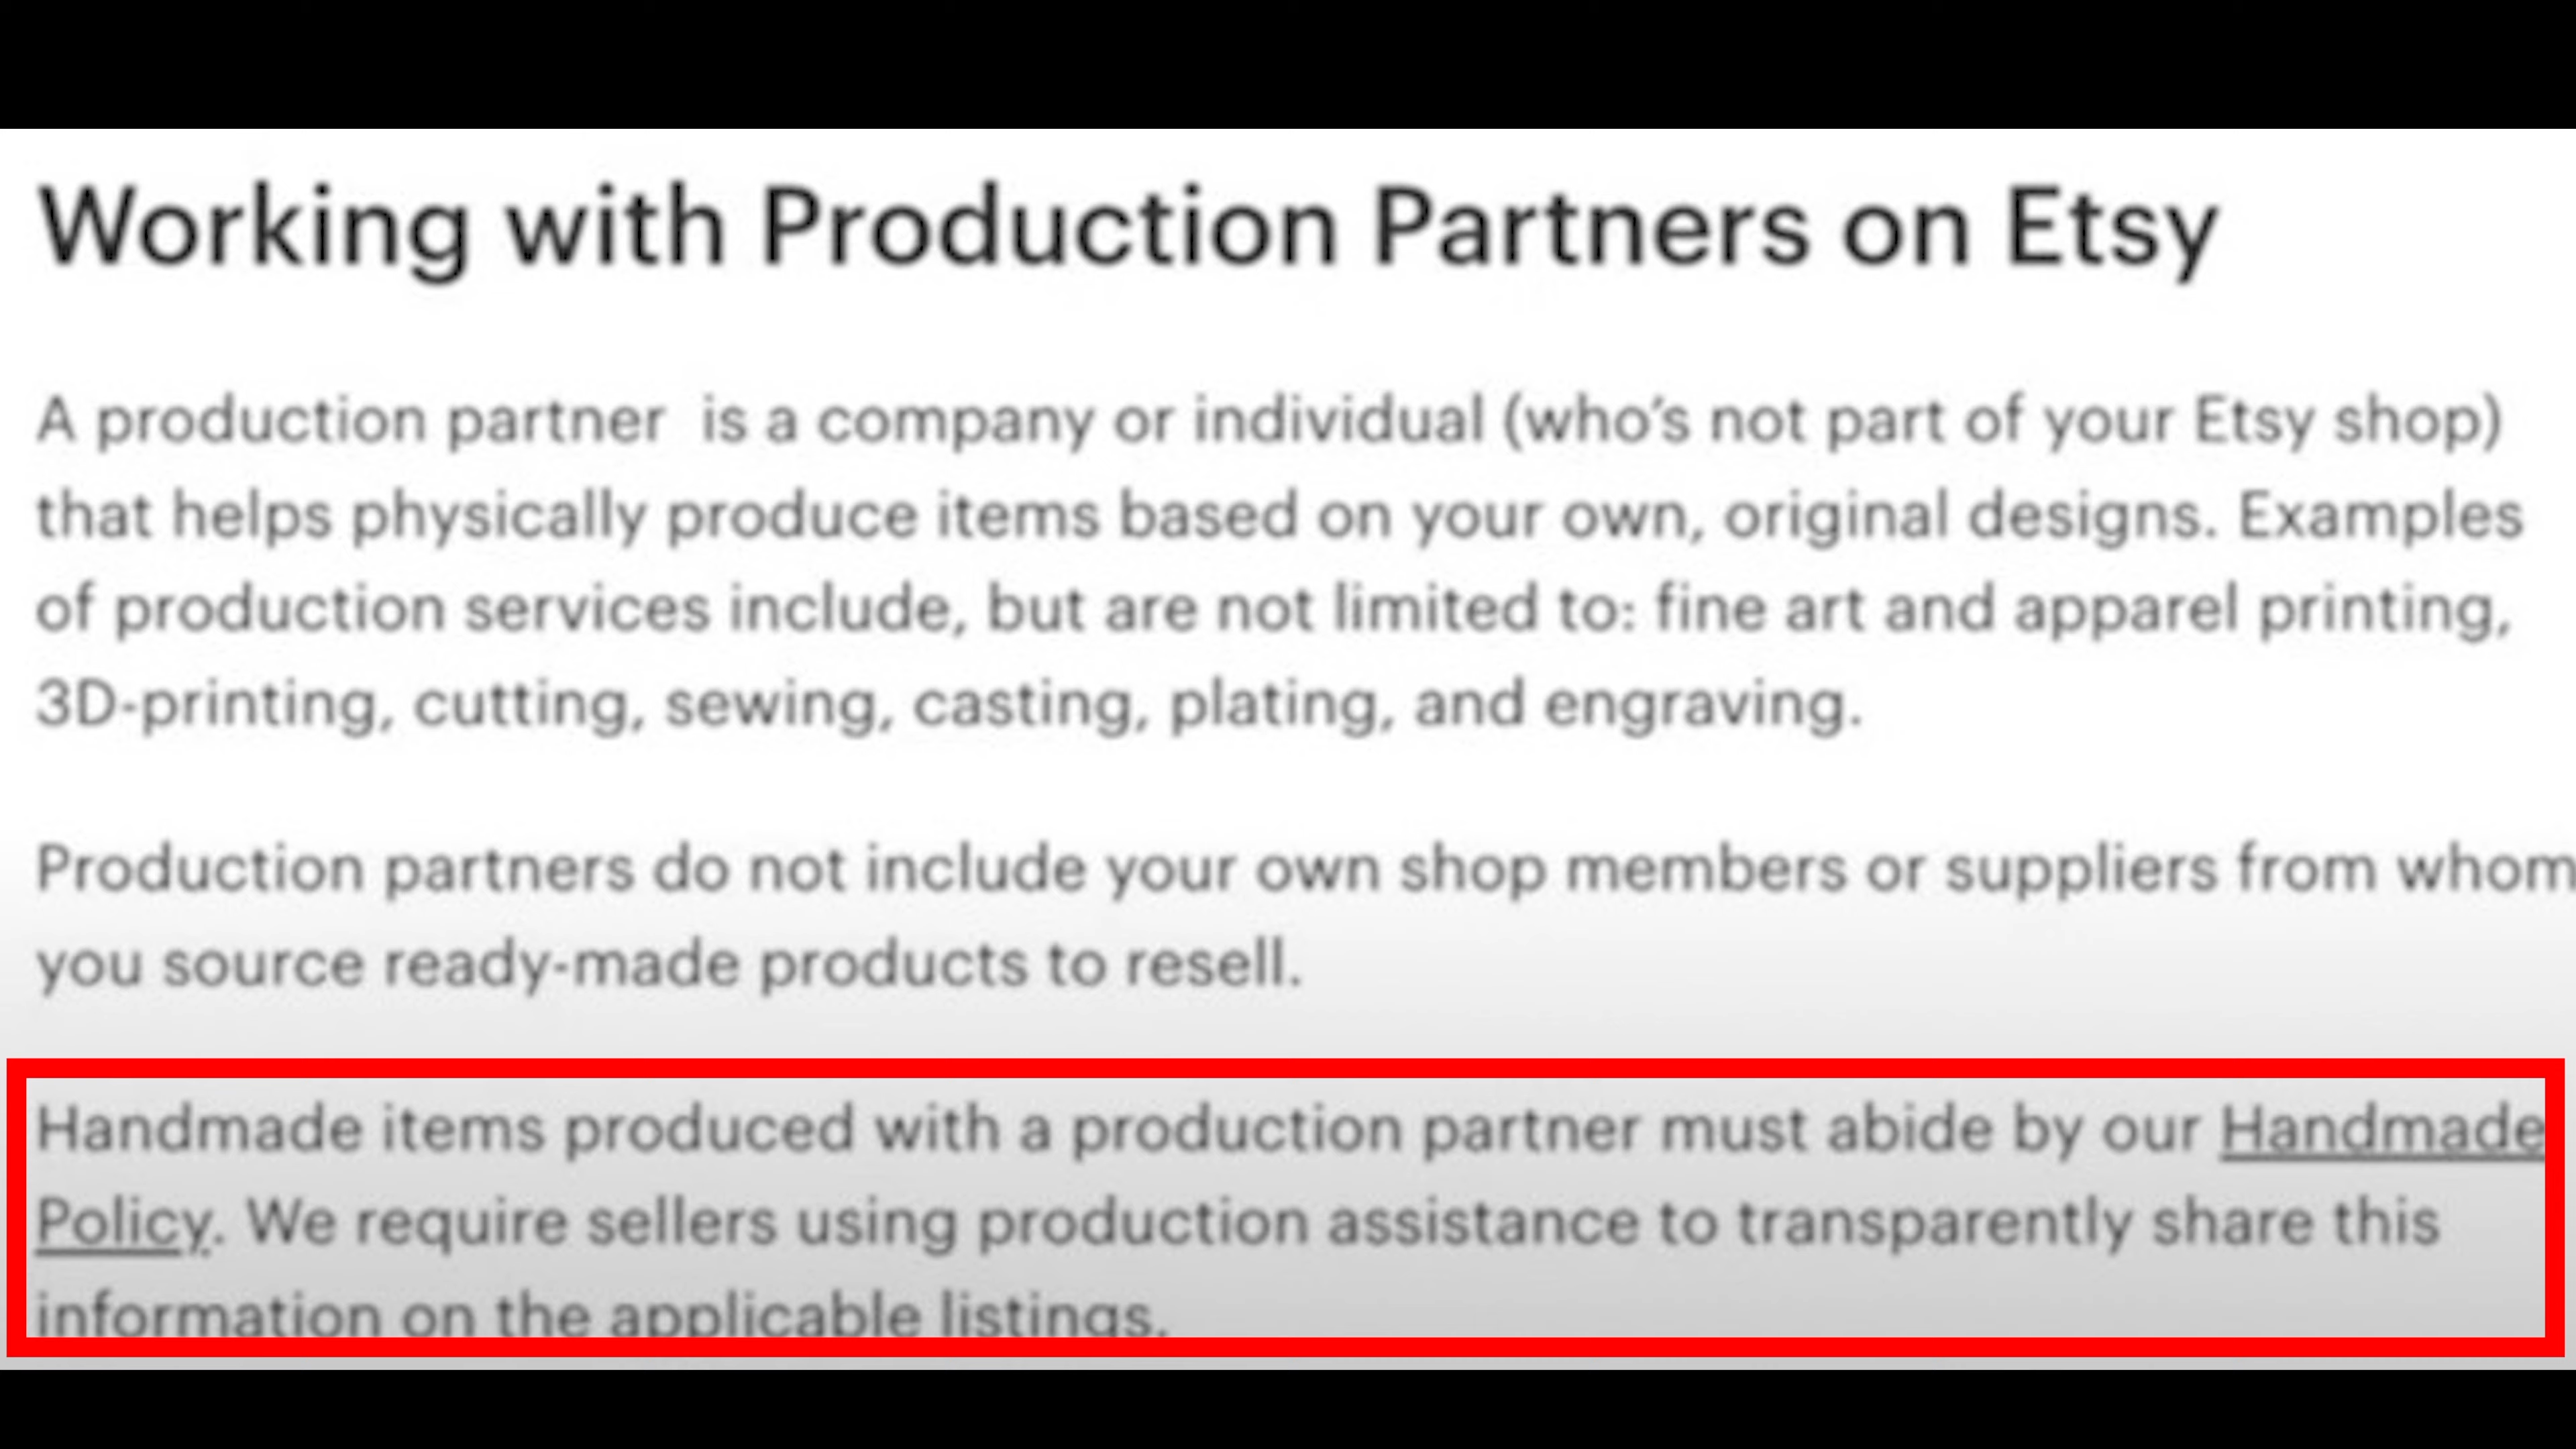 Working with Production Partners on Etsy
A production partner  is a company or individual (who's not part of your Etsy shop)
that helps physically produce items based on your own, original designs. Examples
of production services include, but are not limited to: fine art and apparel printing,
3D-printing, cutting, sewing, casting, plating, and engraving.
Production partners do not include your own shop members or suppliers from whom
you source ready-made products to resell.
Handmade items produced with a production partner must abide by our Handmade
Policy. We require sellers using production assistance to transparently share this
information on the applicable listings.